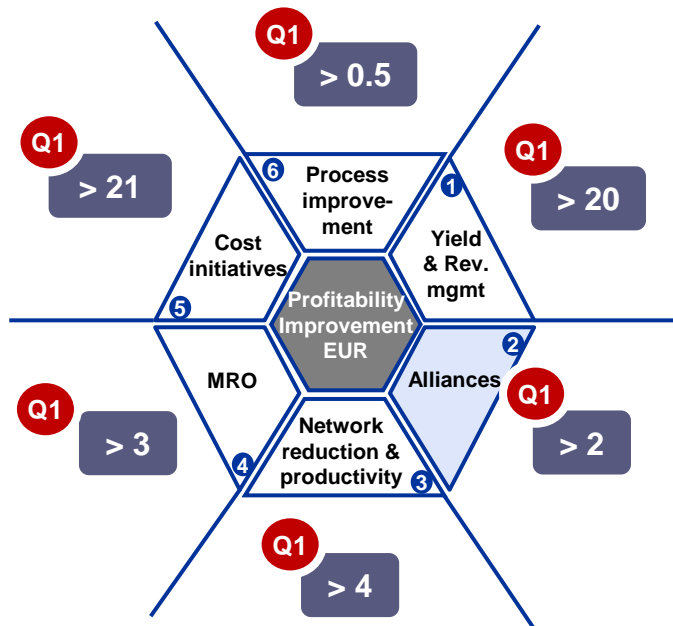 Q1
> 0.5
Q1
> 21
Q1
> 20
6
Process
improve-
ment
1
Yield
& Rev.
mgmt
Cost
initiatives
5
Profitability
Improvement
EUR
2
Alliances
MRO
4
Network
reduction &
productivity
3
Q1
> 3
Q1
> 2
Q1
> 4